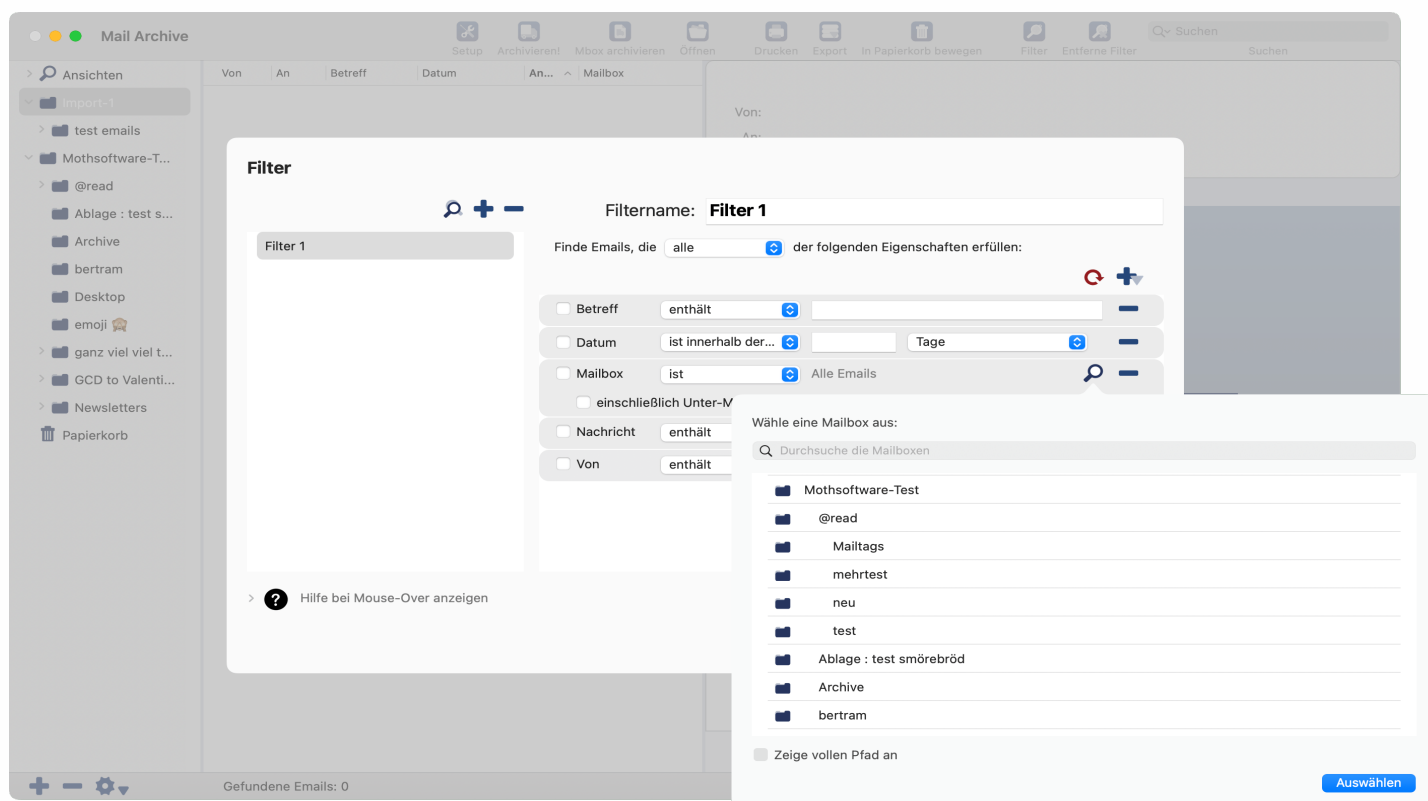 Mail Archive
Setup Archivieren! Mbox archivieren Öffnen Drucken Export In Papierkorb bewegen Filter Entferne Filter Suchen
Suchen
Ansichten
Import-1
test emails
Mothsoftware-T...
@read
Ablage : test s...
Archive
bertram
Desktop
emoji 🙈
ganz viel viel t...
GCD to Valenti...
Newsletters
Papierkorb
Von An Betreff Datum An... Mailbox
Von:
An:
Filter
Filter 1
Filtername: Filter 1
Finde Emails, die alle der folgenden Eigenschaften erfüllen:
Betreff enthält
Datum ist innerhalb der... Tage
Mailbox ist Alle Emails
einschließlich Unter-M
Nachricht enthält
Von enthält
? Hilfe bei Mouse-Over anzeigen
Wähle eine Mailbox aus:
Durchsuche die Mailboxen
Mothsoftware-Test
@read
Mailtags
mehrtest
neu
test
Ablage : test smörebröd
Archive
bertram
Zeige vollen Pfad an
Auswählen
Gefundene Emails: 0